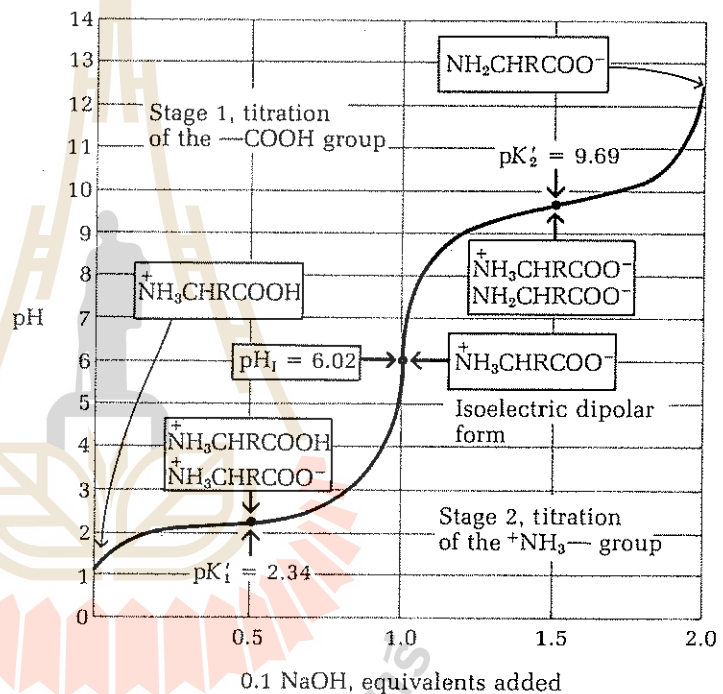 14
13
12
11
10
9
8
7
6
5
4
3
2
1
0
pH
NH₂CHRCOO⁻
Stage 1, titration
of the —COOH group
pK′₂ = 9.69
⁺NH₃CHRCOOH
⁺NH₃CHRCOO⁻
NH₂CHRCOO⁻
pH_I = 6.02
⁺NH₃CHRCOO⁻
Isoelectric dipolar
form
⁺NH₃CHRCOOH
⁺NH₃CHRCOO⁻
Stage 2, titration
of the ⁺NH₃— group
pK′₁ = 2.34
0.5
1.0
1.5
2.0
0.1 NaOH, equivalents added